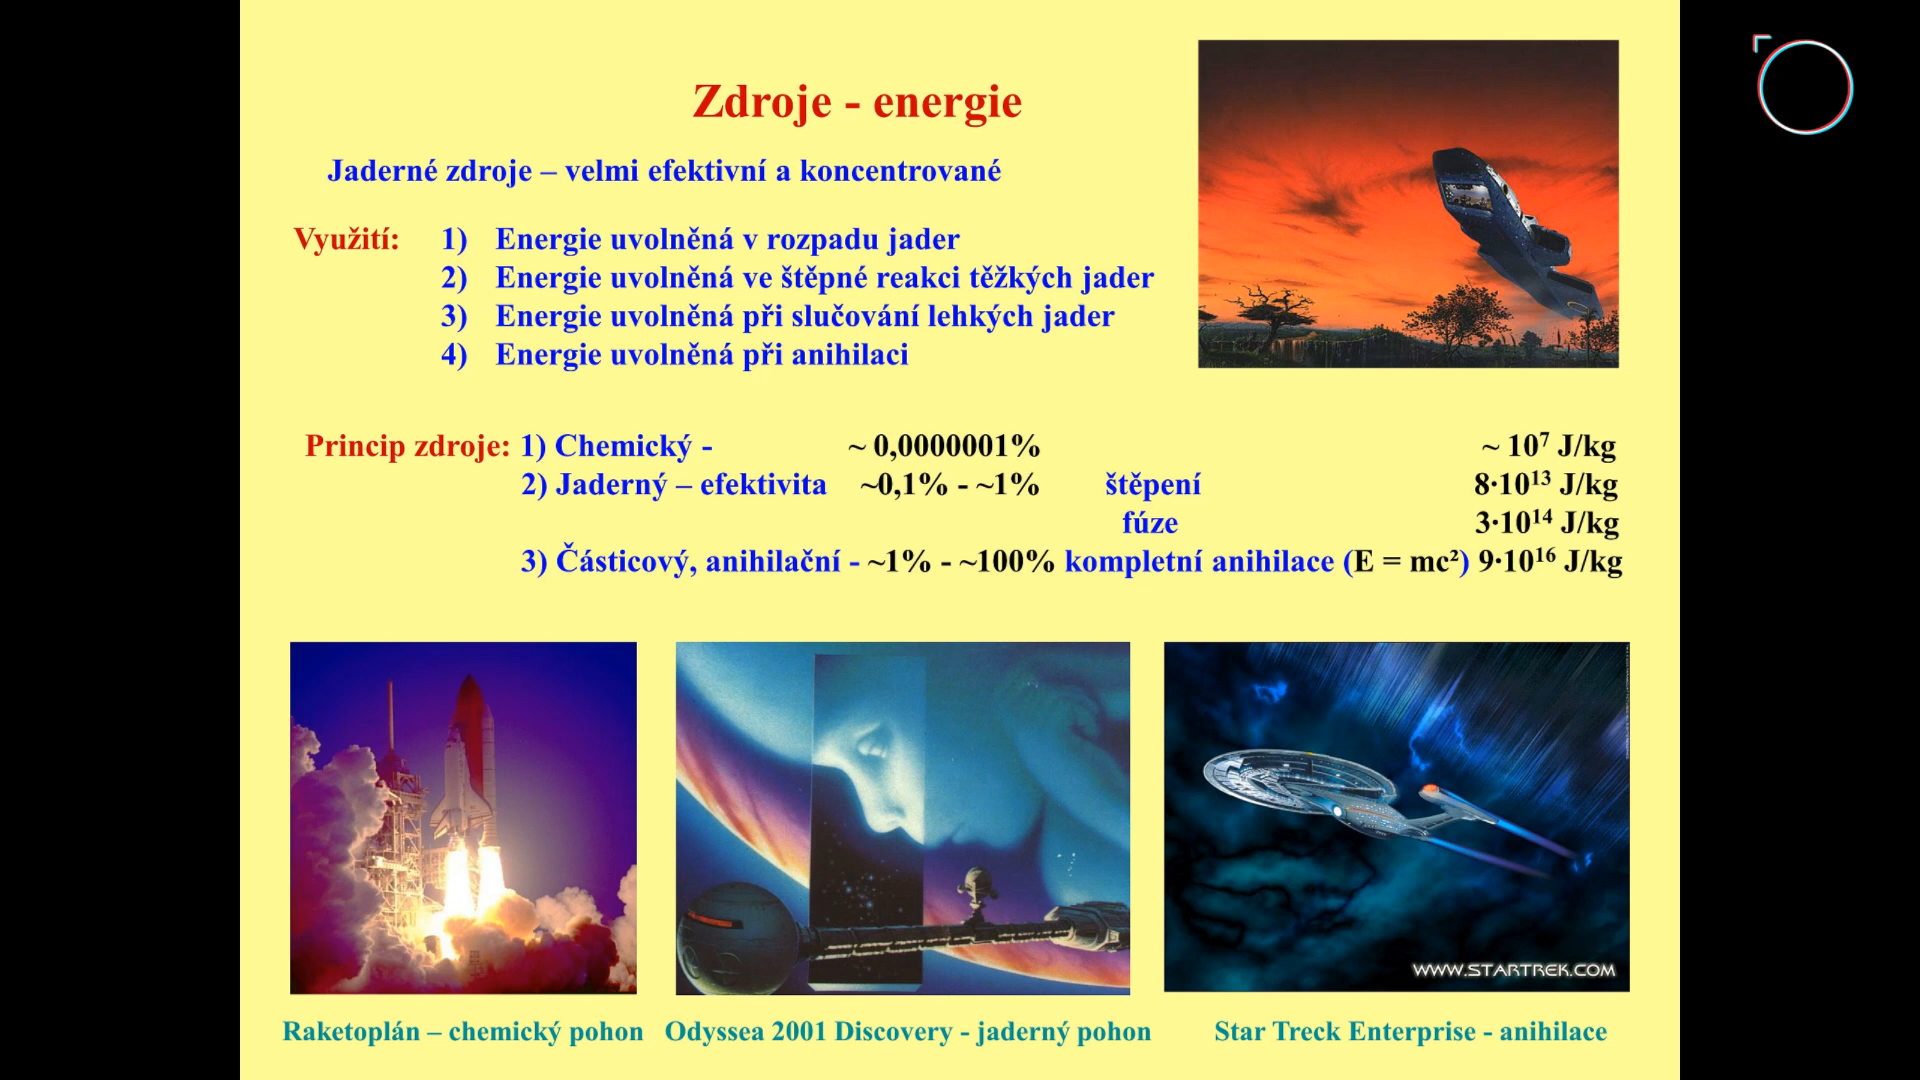 Zdroje - energie
Jaderné zdroje – velmi efektivní a koncentrované
Využití: 1) Energie uvolněná v rozpadu jader
2) Energie uvolněná ve štěpné reakci těžkých jader
3) Energie uvolněná při slučování lehkých jader
4) Energie uvolněná při anihilaci
Princip zdroje: 1) Chemický - ~ 0,0000001% ~ 10⁷ J/kg
2) Jaderný – efektivita ~0,1% - ~1% štěpení 8·10¹³ J/kg
fúze 3·10¹⁴ J/kg
3) Částicový, anihilační - ~1% - ~100% kompletní anihilace (E = mc²) 9·10¹⁶ J/kg
WWW.STARTREK.COM
Raketoplán – chemický pohon
Odyssea 2001 Discovery - jaderný pohon
Star Treck Enterprise - anihilace